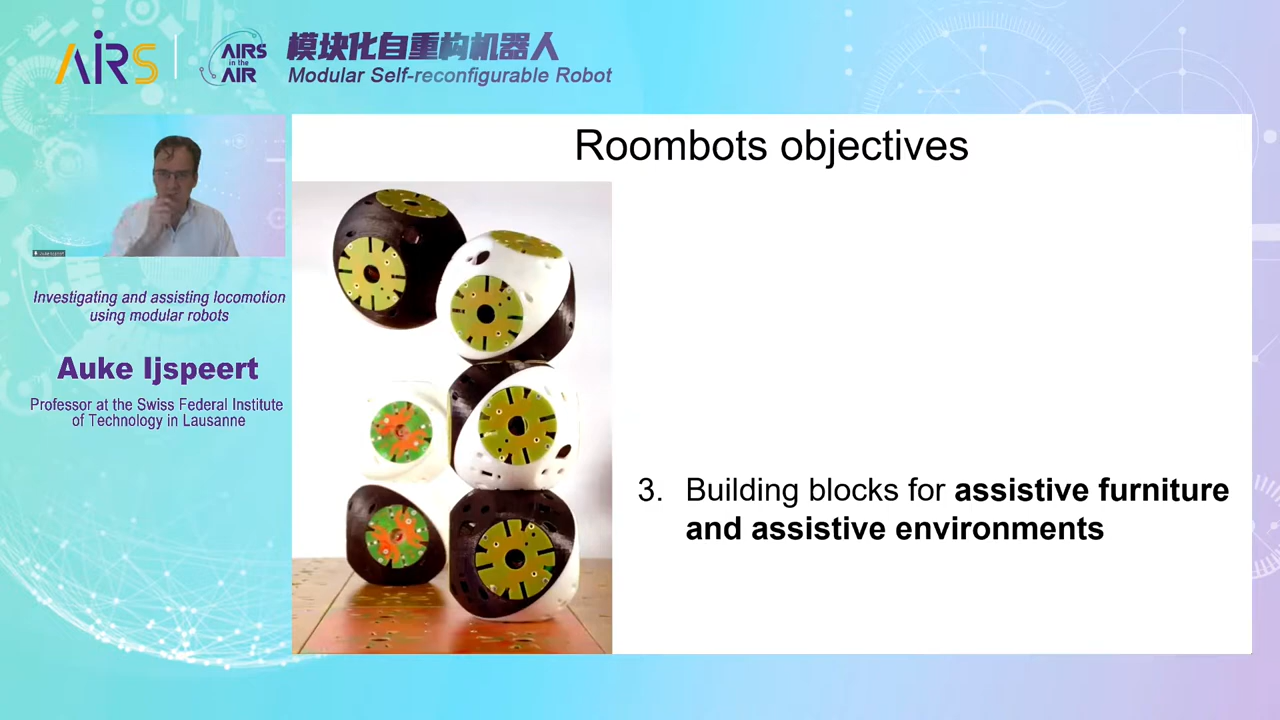 AIRS
AIRS
in the
AIR
模块化自重构机器人
Modular Self-reconfigurable Robot
Roombots objectives
Investigating and assisting locomotion
using modular robots
Auke Ijspeert
Professor at the Swiss Federal Institute
of Technology in Lausanne
3. Building blocks for assistive furniture
and assistive environments